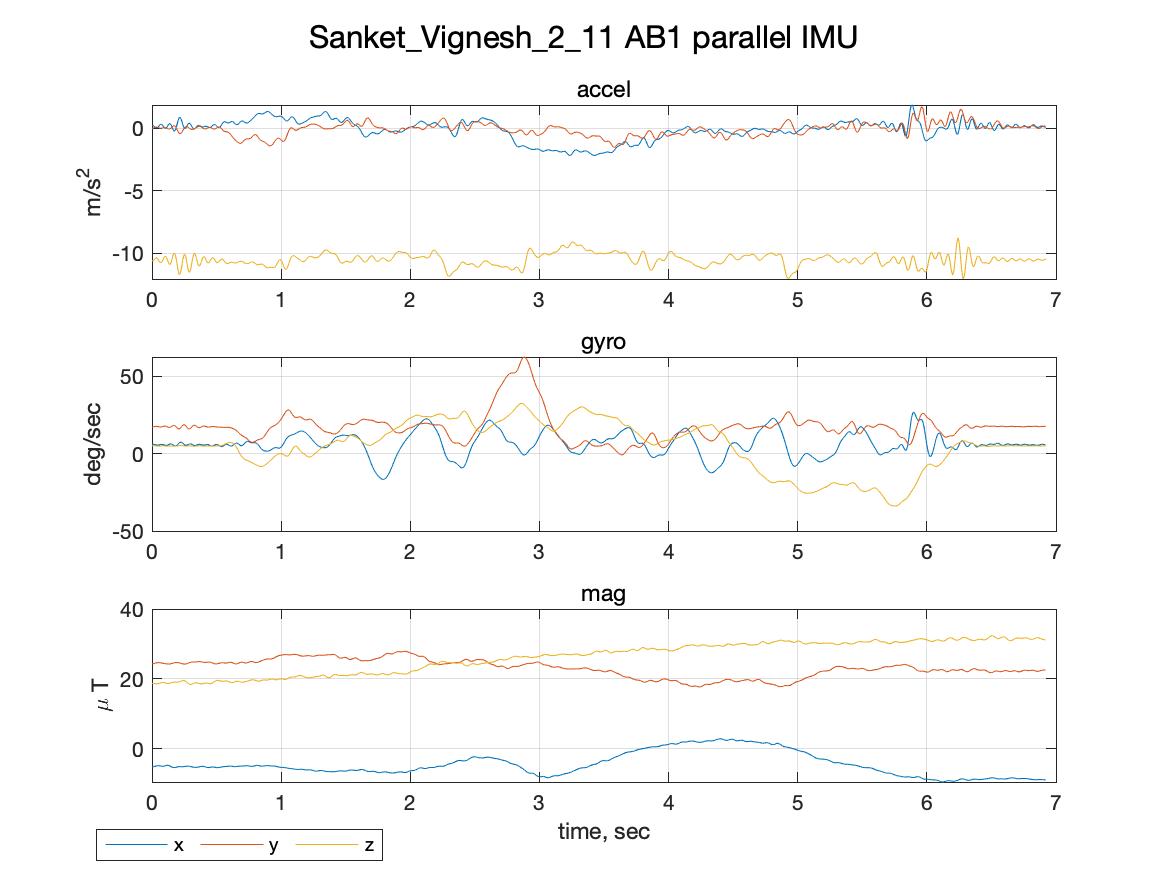 Sanket_Vignesh_2_11 AB1 parallel IMU
accel
m/s2
0
-5
-10
0 1 2 3 4 5 6 7
gyro
deg/sec
50
0
-50
0 1 2 3 4 5 6 7
mag
μ T
40
20
0
0 1 2 3 4 5 6 7
time, sec
x y z